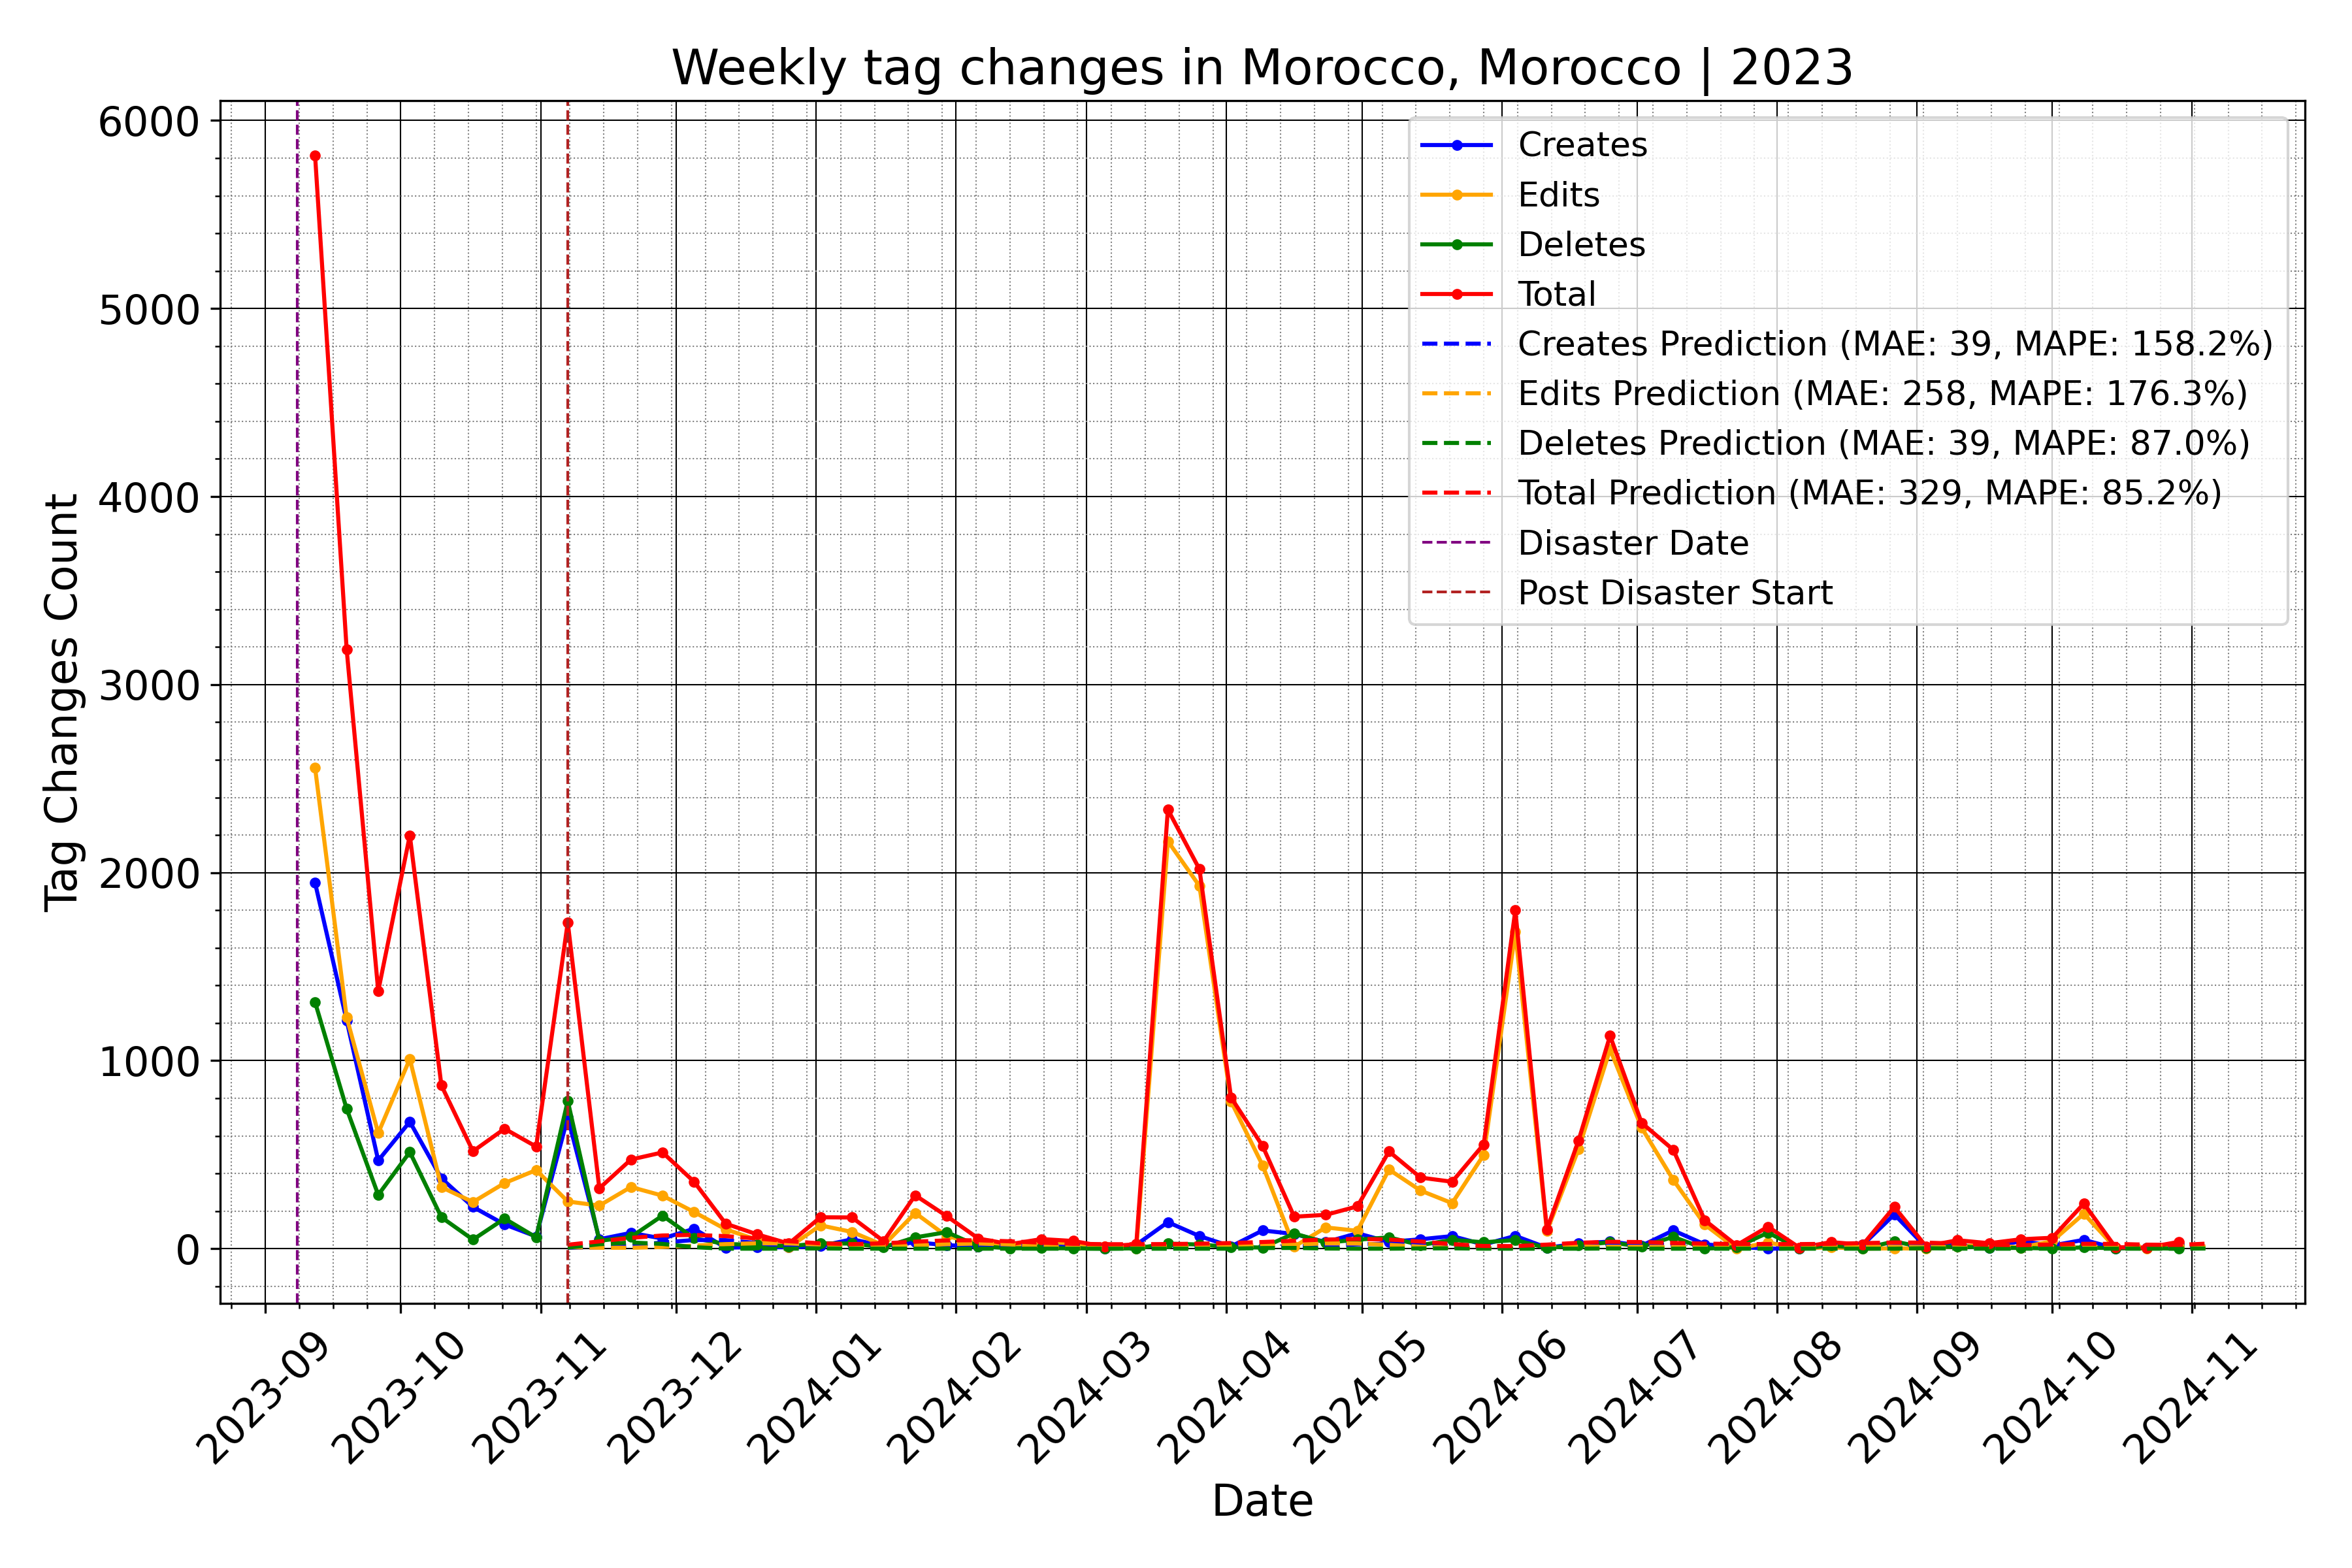 Weekly tag changes in Morocco, Morocco | 2023
6000
5000
4000
3000
2000
1000
0
Tag Changes Count
Creates
Edits
Deletes
Total
Creates Prediction (MAE: 39, MAPE: 158.2%)
Edits Prediction (MAE: 258, MAPE: 176.3%)
Deletes Prediction (MAE: 39, MAPE: 87.0%)
Total Prediction (MAE: 329, MAPE: 85.2%)
Disaster Date
Post Disaster Start
2023-09
2023-10
2023-11
2023-12
2024-01
2024-02
2024-03
2024-04
2024-05
2024-06
2024-07
2024-08
2024-09
2024-10
2024-11
Date